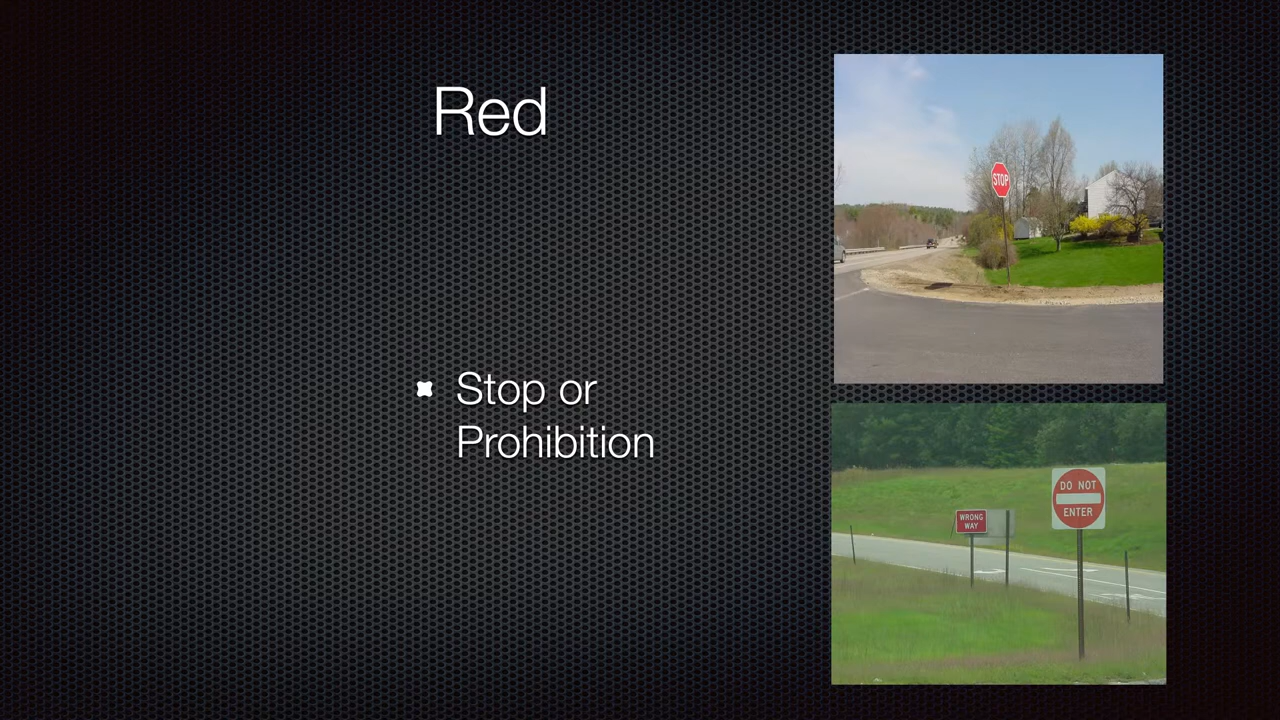 Red
Stop or
Prohibition
STOP
DO NOT
ENTER
WRONG
WAY